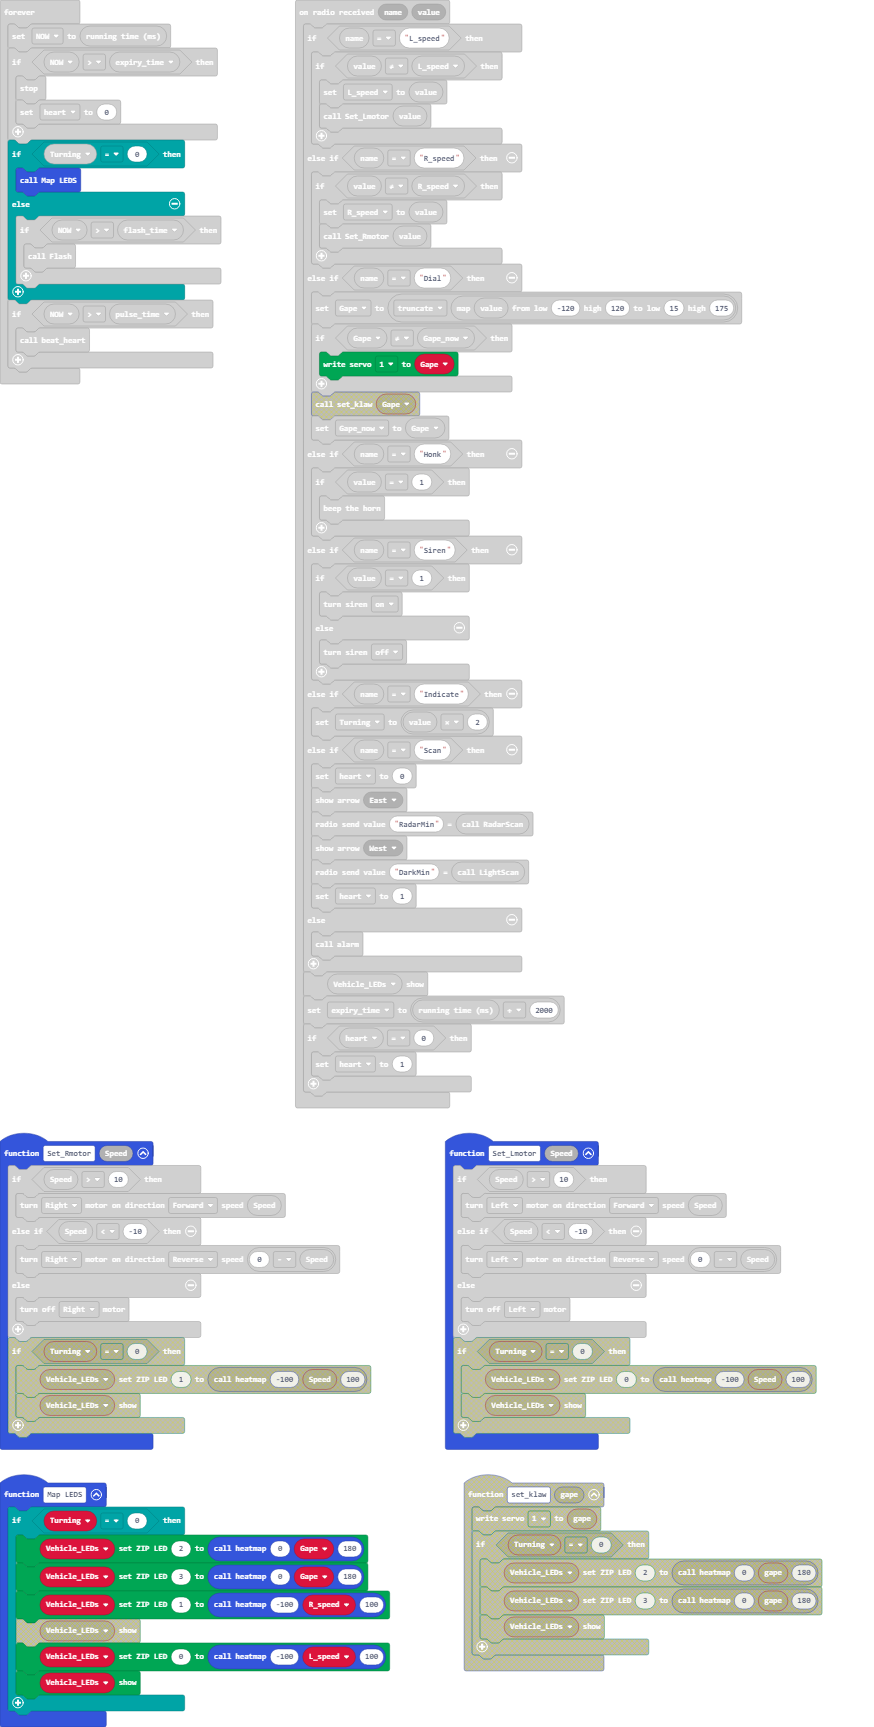 forever
set NOW to running time (ms)
if NOW > expiry_time then
stop
set heart to 0
if Turning = 0 then
call Map LEDS
else
if NOW > flash_time then
call Flash
if NOW > pulse_time then
call beat_heart
on radio received name value
if name = "L_speed" then
if value ≠ L_speed then
set L_speed to value
call Set_Lmotor value
else if name = "R_speed" then
if value ≠ R_speed then
set R_speed to value
call Set_Rmotor value
else if name = "Dial" then
set Gape to truncate map value from low -120 high 120 to low 15 high 175
if Gape ≠ Gape_now then
write servo 1 to Gape
call set_klaw Gape
set Gape_now to Gape
else if name = "Honk" then
if value = 1 then
beep the horn
else if name = "Siren" then
if value = 1 then
turn siren on
else
turn siren off
else if name = "Indicate" then
set Turning to value × 2
else if name = "Scan" then
set heart to 0
show arrow East
radio send value "RadarMin" = call RadarScan
show arrow West
radio send value "DarkMin" = call LightScan
set heart to 1
else
call alarm
Vehicle_LEDs show
set expiry_time to running time (ms) + 2000
if heart = 0 then
set heart to 1
function Set_Rmotor Speed
if Speed > 10 then
turn Right motor on direction Forward speed Speed
else if Speed < -10 then
turn Right motor on direction Reverse speed 0 - Speed
else
turn off Right motor
if Turning = 0 then
Vehicle_LEDs set ZIP LED 1 to call heatmap -100 Speed 100
Vehicle_LEDs show
function Set_Lmotor Speed
if Speed > 10 then
turn Left motor on direction Forward speed Speed
else if Speed < -10 then
turn Left motor on direction Reverse speed 0 - Speed
else
turn off Left motor
if Turning = 0 then
Vehicle_LEDs set ZIP LED 0 to call heatmap -100 Speed 100
Vehicle_LEDs show
function Map LEDS
if Turning = 0 then
Vehicle_LEDs set ZIP LED 2 to call heatmap 0 Gape 180
Vehicle_LEDs set ZIP LED 3 to call heatmap 0 Gape 180
Vehicle_LEDs set ZIP LED 1 to call heatmap -100 R_speed 100
Vehicle_LEDs show
Vehicle_LEDs set ZIP LED 0 to call heatmap -100 L_speed 100
Vehicle_LEDs show
function set_klaw gape
write servo 1 to gape
if Turning = 0 then
Vehicle_LEDs set ZIP LED 2 to call heatmap 0 gape 180
Vehicle_LEDs set ZIP LED 3 to call heatmap 0 gape 180
Vehicle_LEDs show